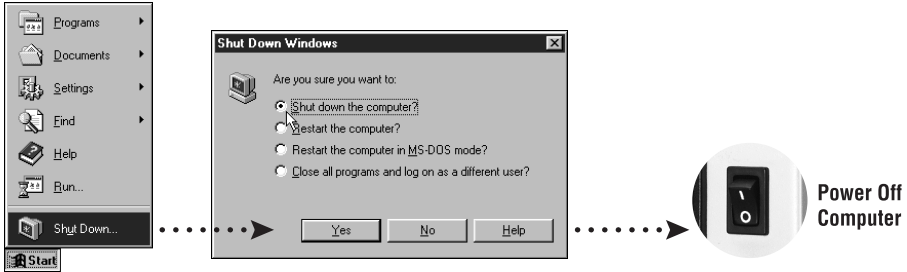 Programs
Documents
Settings
Find
Help
Run...
Shut Down...
Start
Shut Down Windows
Are you sure you want to:
Shut down the computer?
Restart the computer?
Restart the computer in MS-DOS mode?
Close all programs and log on as a different user?
Yes
No
Help
Power Off
Computer